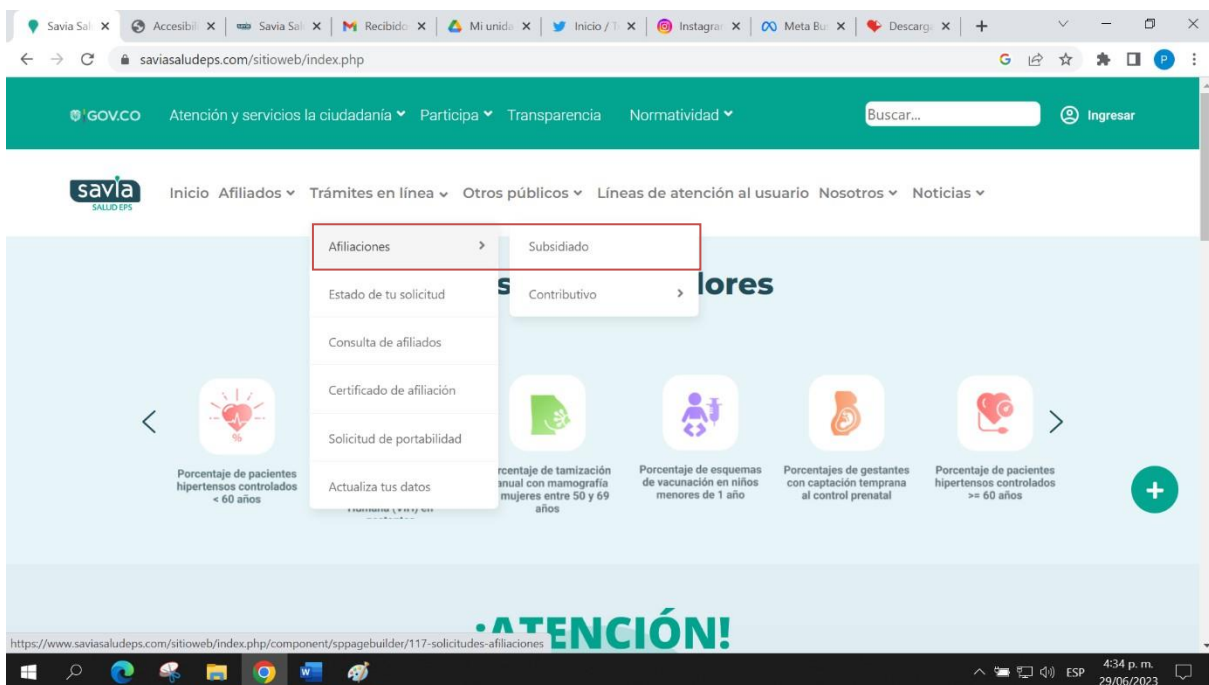 Savia Sal
Accesibil
Savia Sal
Recibido
Mi unida
Inicio / T
Instagran
Meta Bu
Descarg
saviasaludeps.com/sitioweb/index.php
GOV.CO
Atención y servicios la ciudadanía
Participa
Transparencia
Normatividad
Buscar...
Ingresar
savia
SALUD EPS
Inicio
Afiliados
Trámites en línea
Otros públicos
Líneas de atención al usuario
Nosotros
Noticias
Afiliaciones
Subsidiado
Estado de tu solicitud
Contributivo
lores
Consulta de afiliados
Certificado de afiliación
Solicitud de portabilidad
Actualiza tus datos
%
Porcentaje de pacientes
hipertensos controlados
< 60 años
rcentaje de tamización
anual con mamografía
mujeres entre 50 y 69
años
Porcentaje de esquemas
de vacunación en niños
menores de 1 año
Porcentajes de gestantes
con captación temprana
al control prenatal
Porcentaje de pacientes
hipertensos controlados
>= 60 años
+
¡ATENCIÓN!
https://www.saviasaludeps.com/sitioweb/index.php/component/sppagebuilder/117-solicitudes-afiliaciones
ESP
4:34 p. m.
29/06/2023